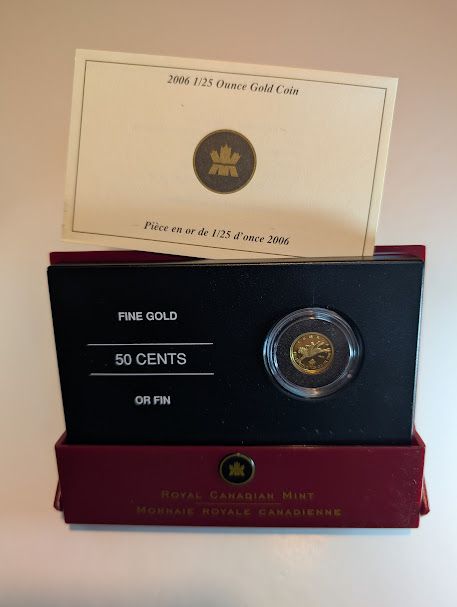 2006 1/25 Ounce Gold Coin
Pièce en or de 1/25 d'once 2006
FINE GOLD
50 CENTS
OR FIN
ROYAL CANADIAN MINT
MONNAIE ROYALE CANADIENNE